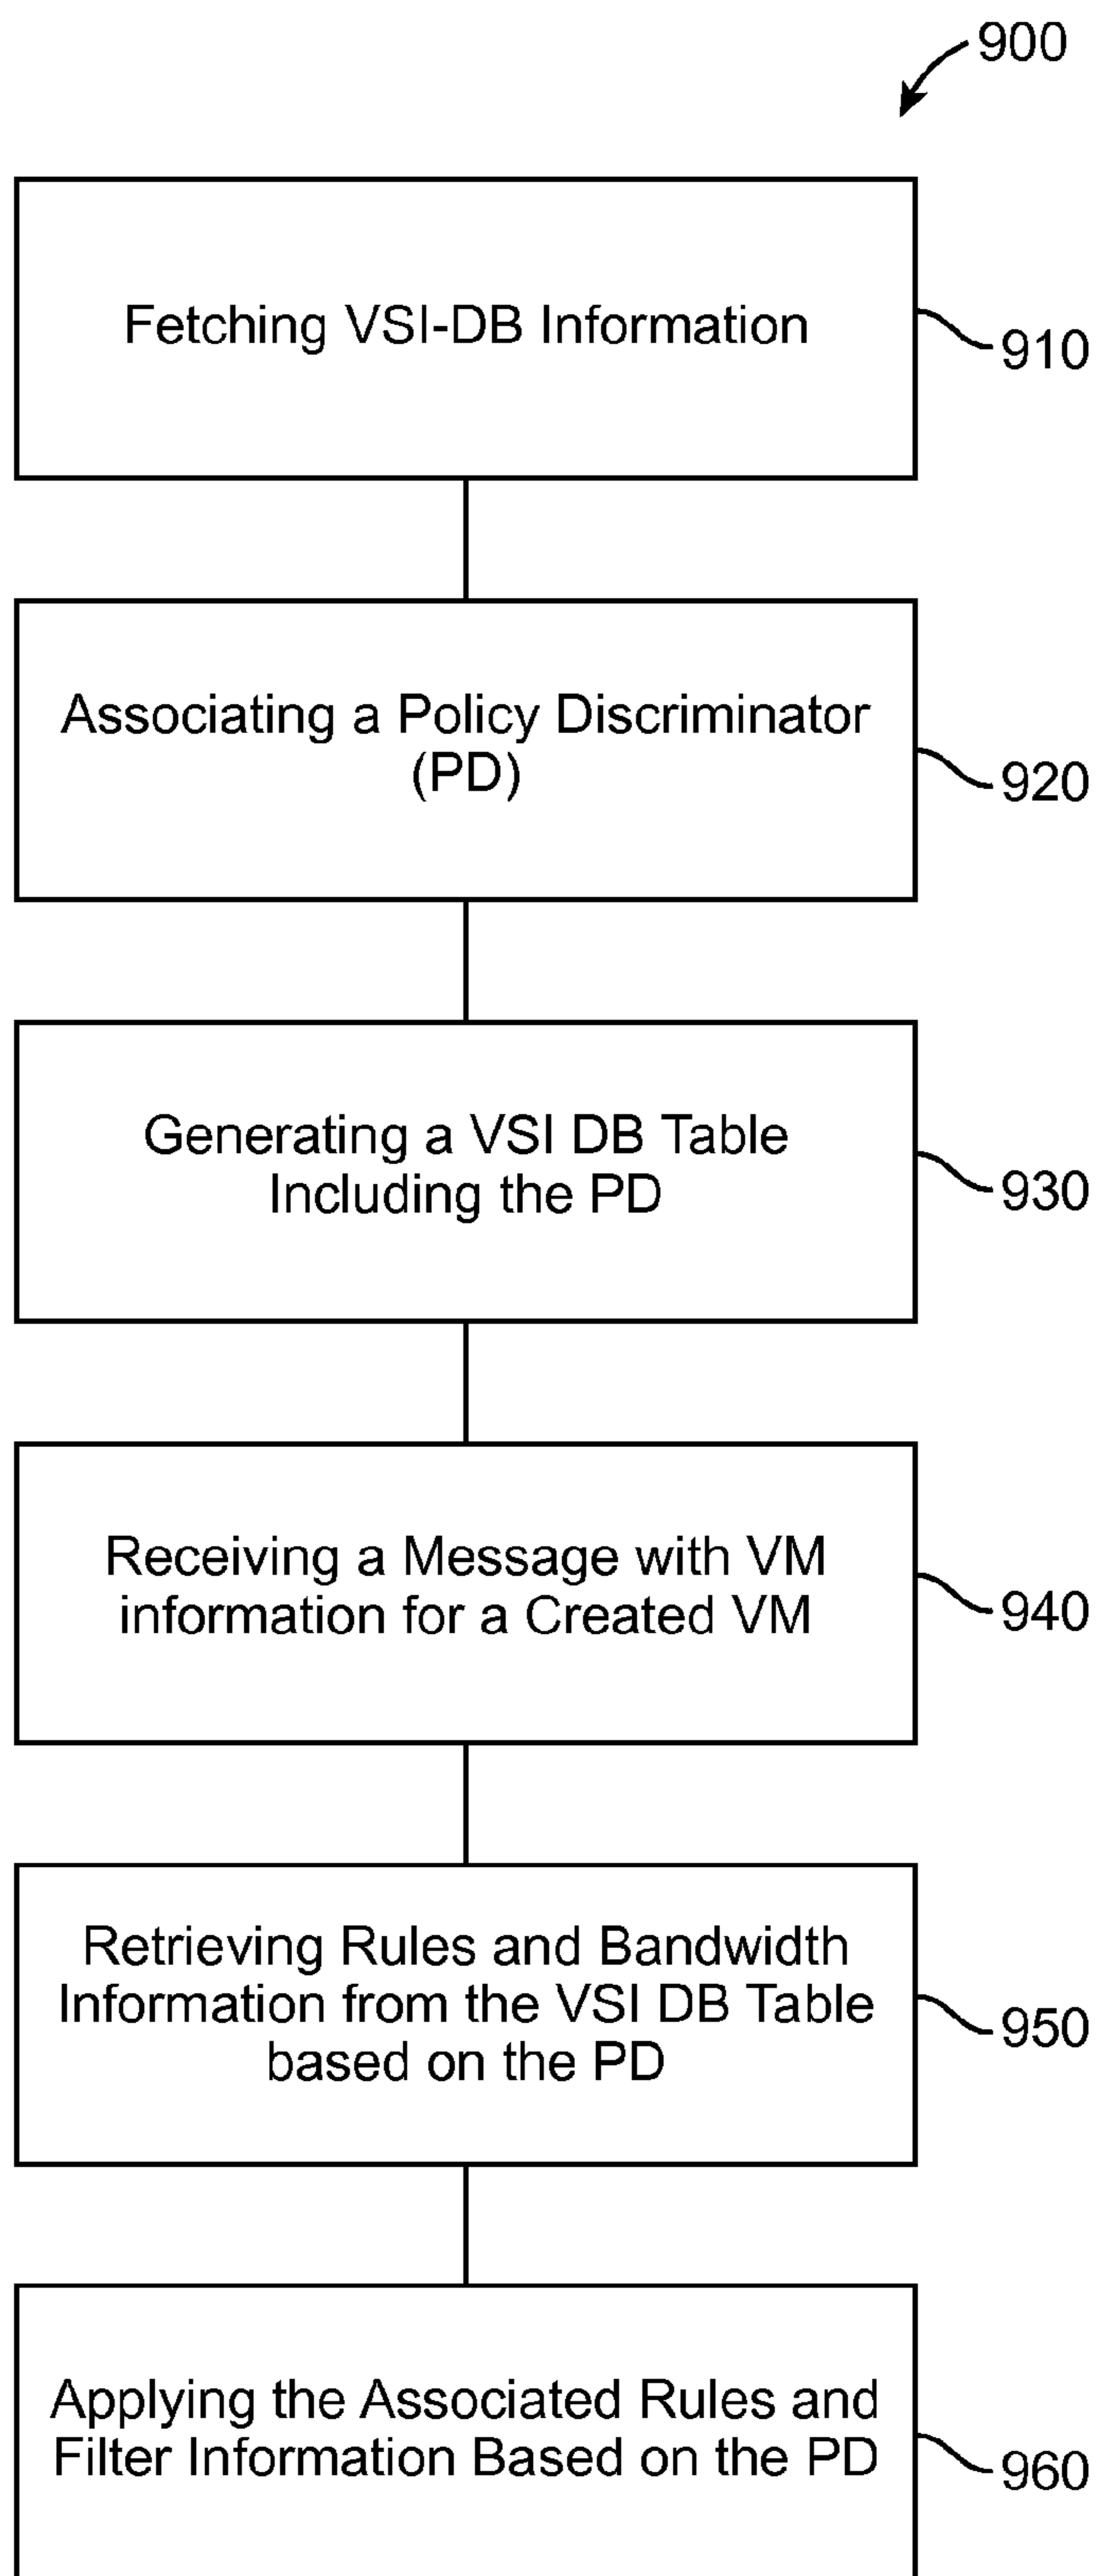 900
Fetching VSI-DB Information
910
Associating a Policy Discriminator
(PD)
920
Generating a VSI DB Table
Including the PD
930
Receiving a Message with VM
information for a Created VM
940
Retrieving Rules and Bandwidth
Information from the VSI DB Table
based on the PD
950
Applying the Associated Rules and
Filter Information Based on the PD
960